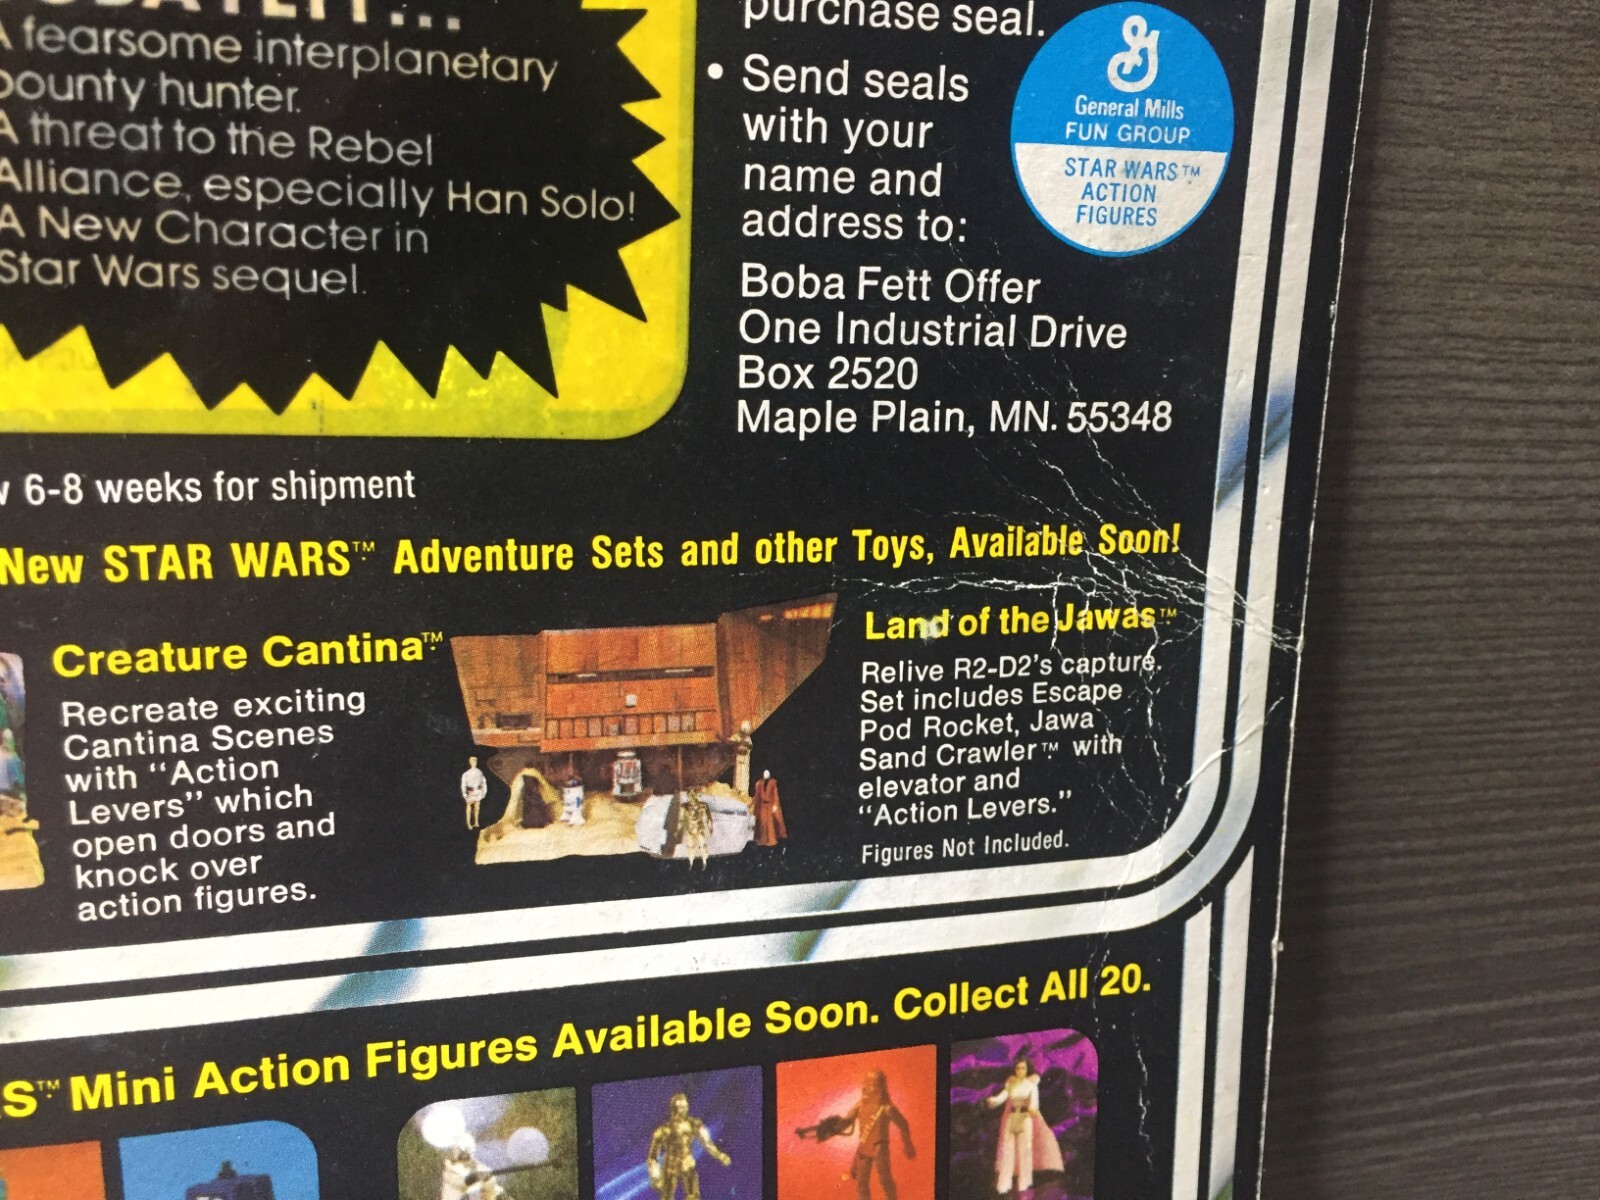 A fearsome interplanetary
bounty hunter.
A threat to the Rebel
Alliance, especially Han Solo!
A New Character in
Star Wars sequel.
purchase seal.
• Send seals
with your
name and
address to:
Boba Fett Offer
One Industrial Drive
Box 2520
Maple Plain, MN. 55348
General Mills
FUN GROUP
STAR WARS™
ACTION
FIGURES
6-8 weeks for shipment
New STAR WARS™ Adventure Sets and other Toys, Available Soon!
Creature Cantina™
Recreate exciting
Cantina Scenes
with “Action
Levers” which
open doors and
knock over
action figures.
Land of the Jawas™
Relive R2-D2’s capture.
Set includes Escape
Pod Rocket, Jawa
Sand Crawler™ with
elevator and
“Action Levers.”
Figures Not Included.
S™ Mini Action Figures Available Soon. Collect All 20.